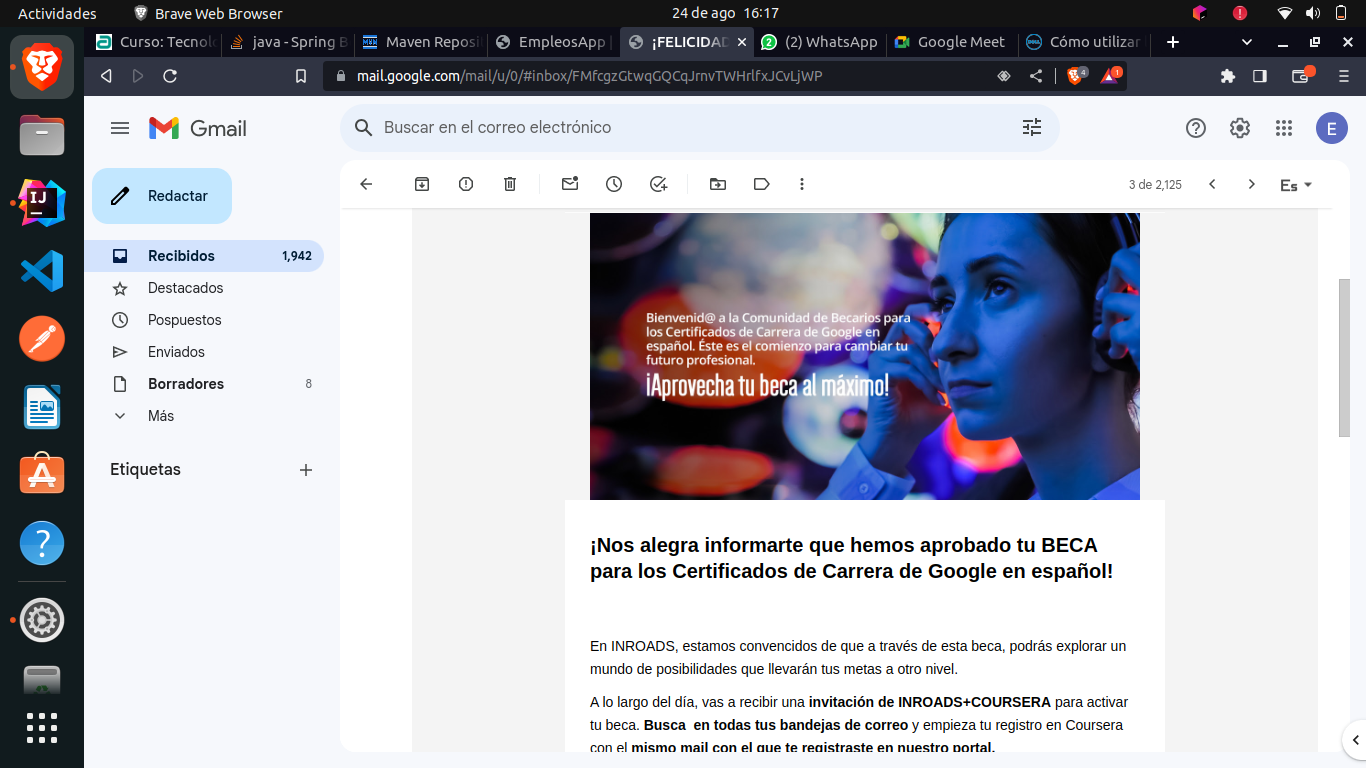 Actividades
Brave Web Browser
24 de ago 16:17
Curso: Tecnolo
java - Spring B
Maven Reposi
EmpleosApp |
¡FELICIDAD
(2) WhatsApp
Google Meet
Cómo utilizar
mail.google.com/mail/u/0/#inbox/FMfcgzGtwqGQCqJrnvTWHrlfxJCvLjWP
4
1
Gmail
Buscar en el correo electrónico
E
Redactar
3 de 2,125
Es
Recibidos 1,942
Destacados
Pospuestos
Enviados
Borradores 8
Más
Etiquetas
Bienvenid@ a la Comunidad de Becarios para
los Certificados de Carrera de Google en
español. Éste es el comienzo para cambiar tu
futuro profesional.
¡Aprovecha tu beca al máximo!
¡Nos alegra informarte que hemos aprobado tu BECA
para los Certificados de Carrera de Google en español!
En INROADS, estamos convencidos de que a través de esta beca, podrás explorar un
mundo de posibilidades que llevarán tus metas a otro nivel.
A lo largo del día, vas a recibir una invitación de INROADS+COURSERA para activar
tu beca. Busca en todas tus bandejas de correo y empieza tu registro en Coursera
con el mismo mail con el que te registraste en nuestro portal.